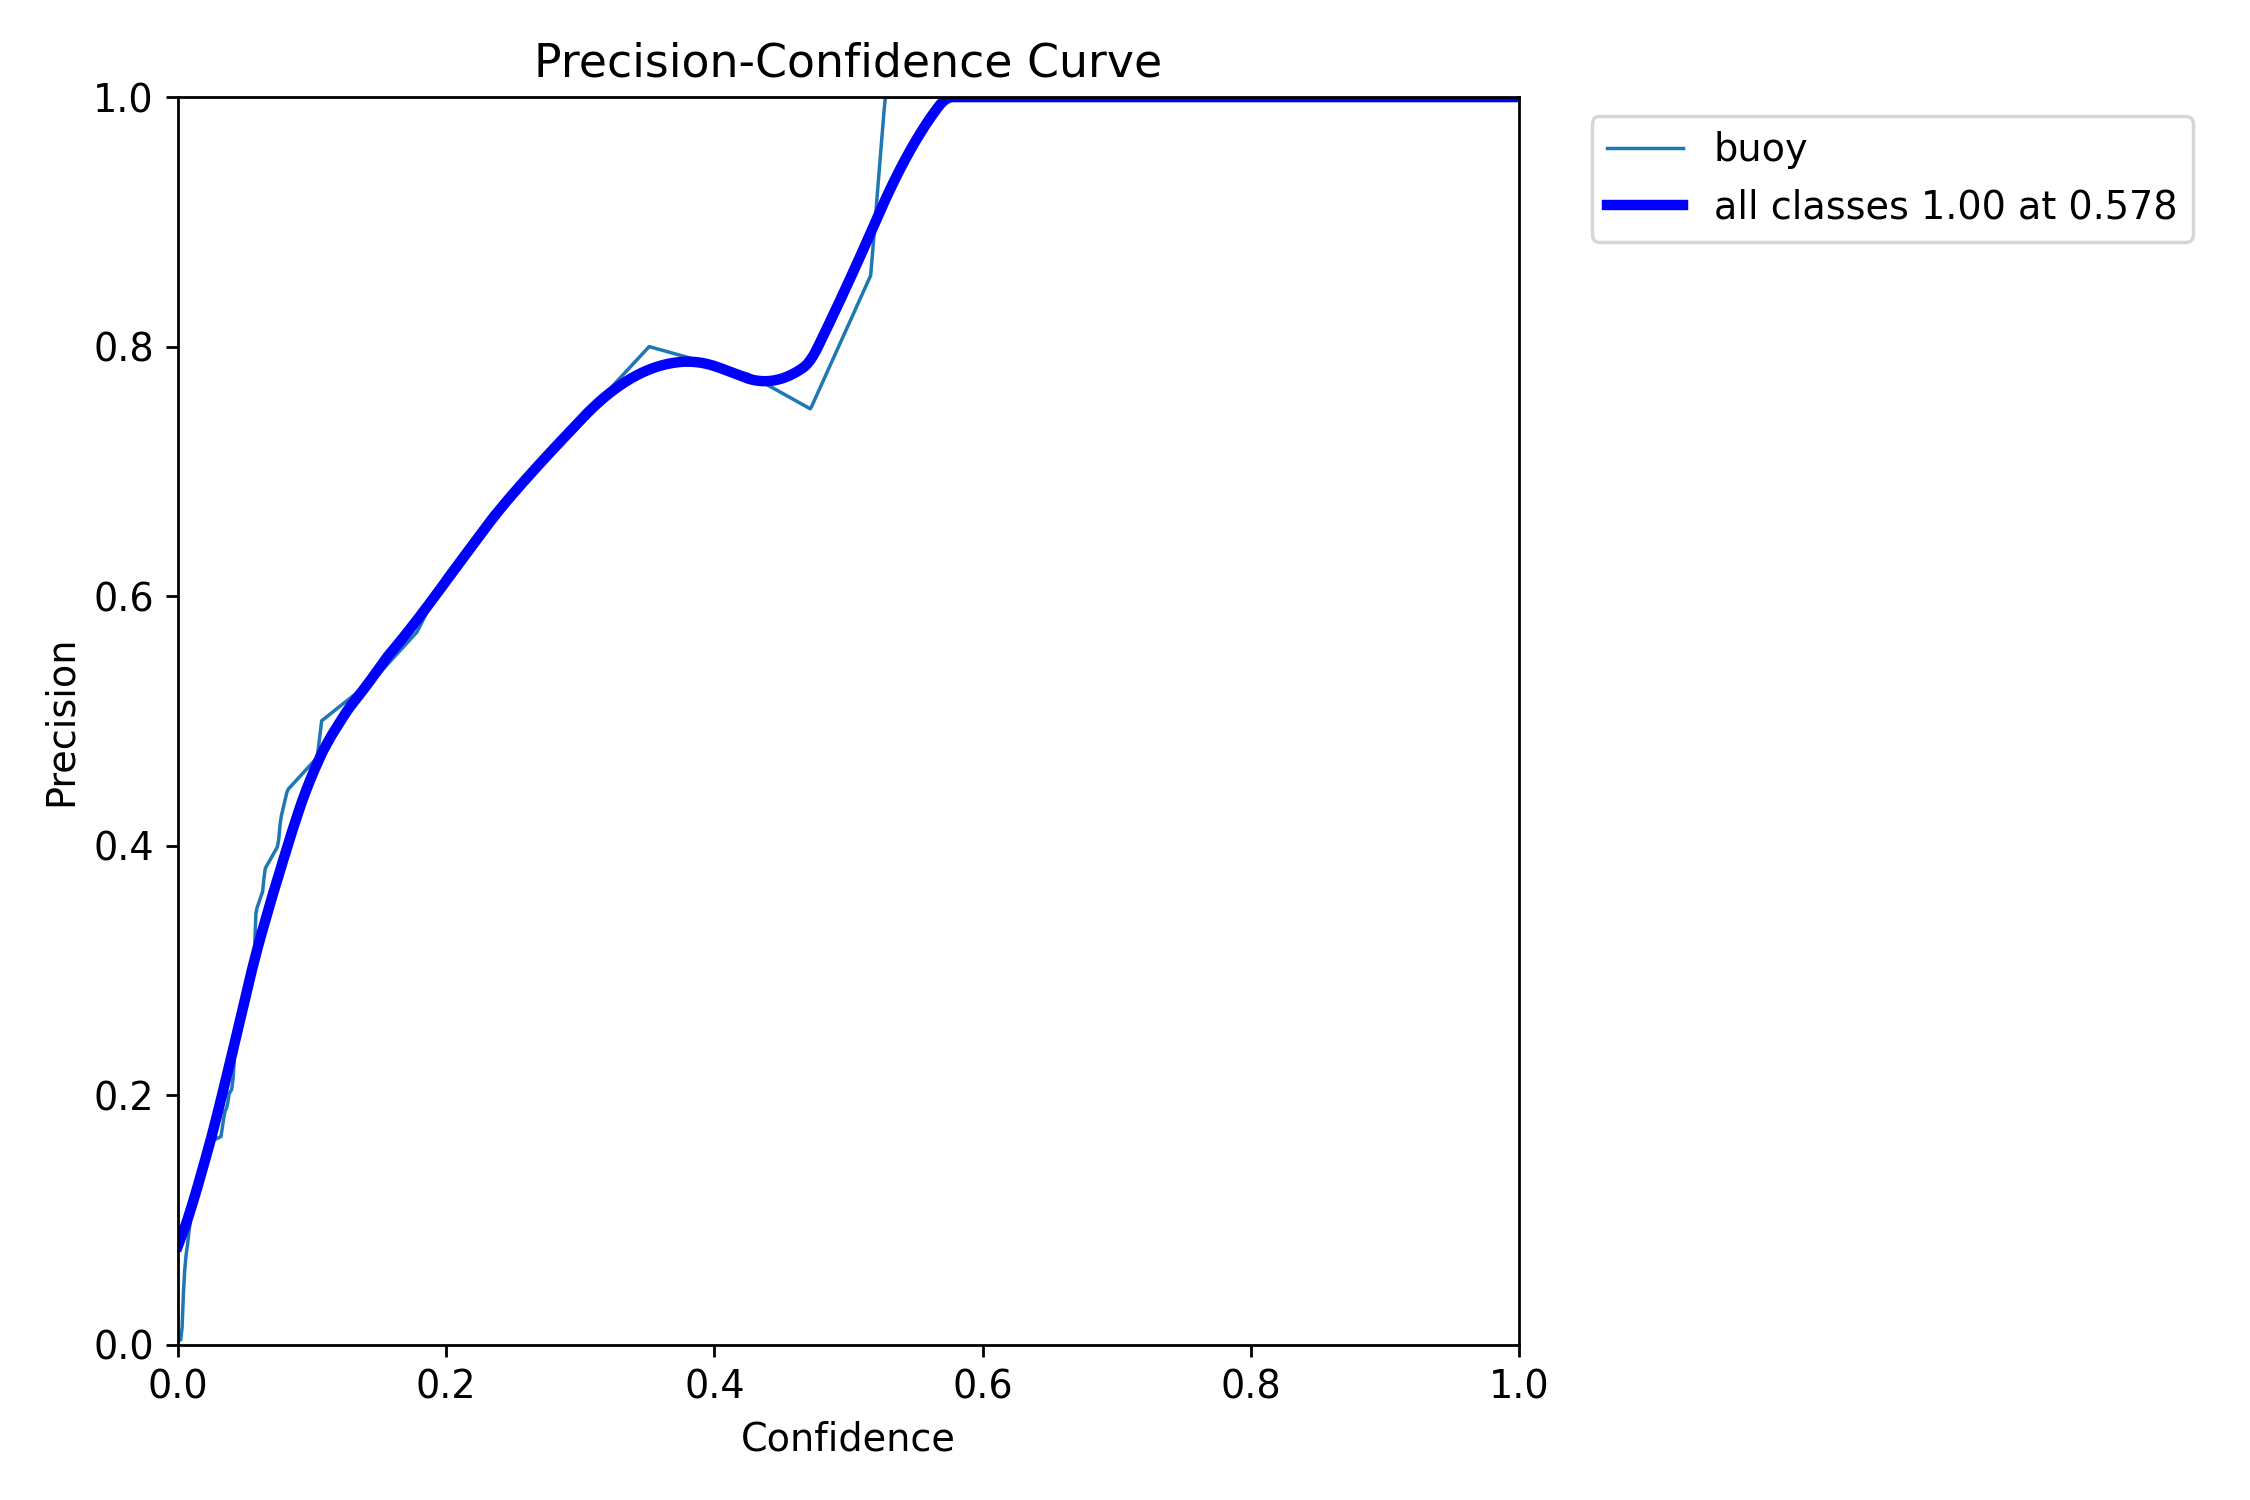 Precision-Confidence Curve
1.0
0.8
0.6
0.4
0.2
0.0
Precision
0.0 0.2 0.4 0.6 0.8 1.0
Confidence
buoy
all classes 1.00 at 0.578